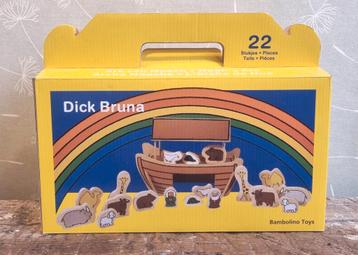 22
Stukjes • Pieces
Teile • Pièces
Dick Bruna
Bambolino Toys